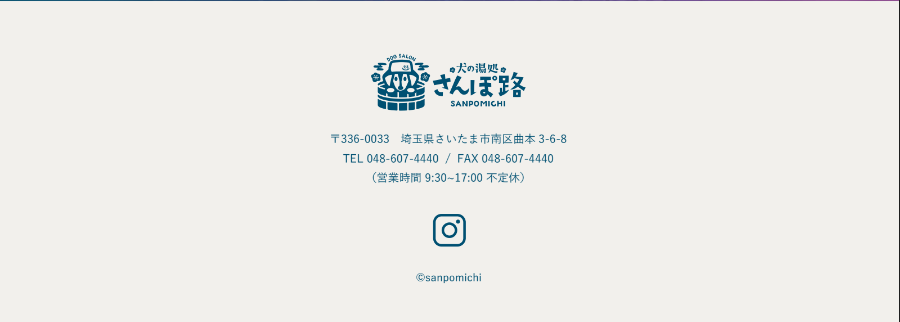 DOG SALON
犬の湯処
さんぽ路
SANPOMICHI
〒336-0033 埼玉県さいたま市南区曲本 3-6-8
TEL 048-607-4440 / FAX 048-607-4440
（営業時間 9:30~17:00 不定休）
©sanpomichi